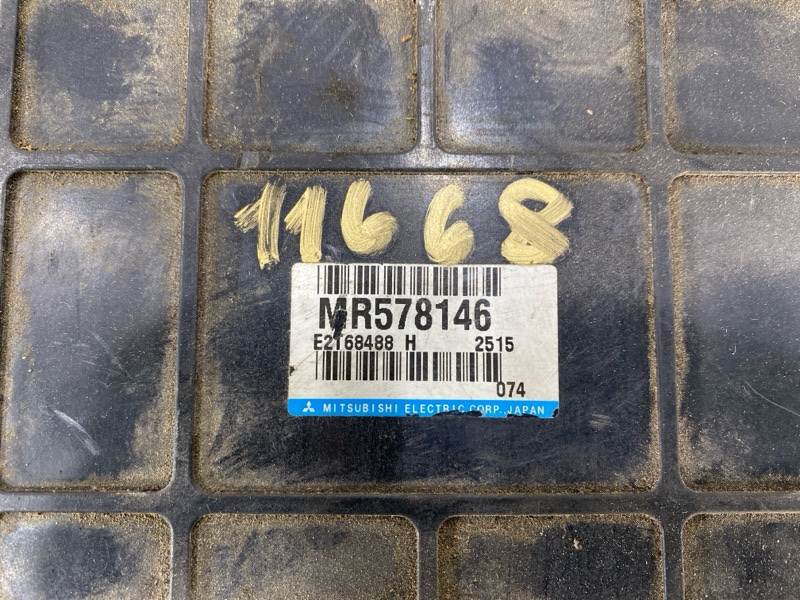 11668
MR578146
E2T68488 H 2515
074
MITSUBISHI ELECTRIC CORP., JAPAN